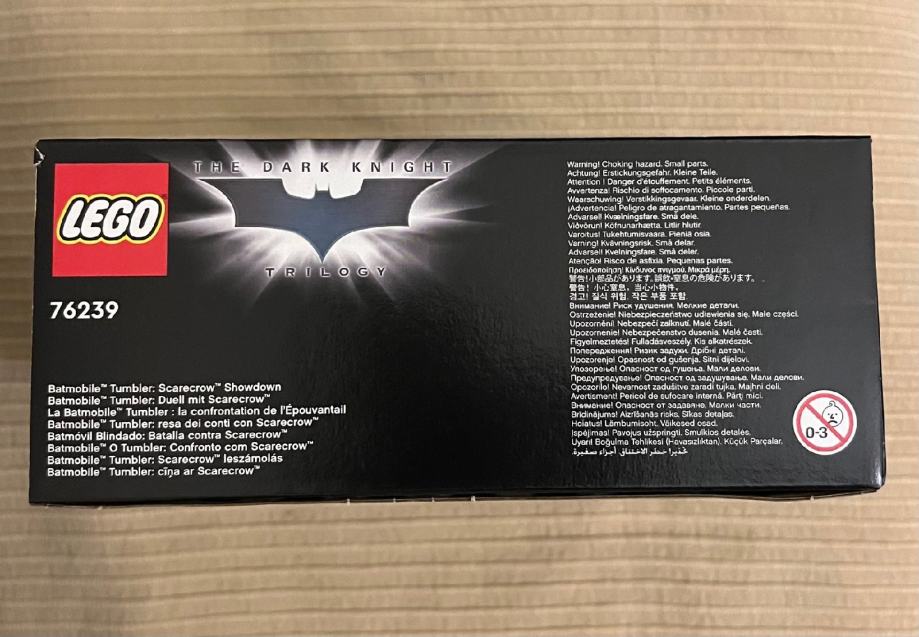 THE DARK KNIGHT
TRILOGY
LEGO
76239
Batmobile™ Tumbler: Scarecrow™ Showdown
Batmobile™ Tumbler: Duell mit Scarecrow™
La Batmobile™ Tumbler : la confrontation de l'Épouvantail
Batmobile™ Tumbler: resa dei conti con Scarecrow™
Batmóvil Blindado: Batalla contra Scarecrow™
Batmobile™ O Tumbler: Confronto com Scarecrow™
Batmobile™ Tumbler: Scarecrow™ leszámolás
Batmobile™ Tumbler: cīņa ar Scarecrow™
Warning! Choking hazard. Small parts.
Achtung! Erstickungsgefahr. Kleine Teile.
Attention ! Danger d'étouffement. Petits éléments.
Avvertenza! Rischio di soffocamento. Piccole parti.
Waarschuwing! Verstikkingsgevaar. Kleine onderdelen.
¡Advertencia! Peligro de atragantamiento. Partes pequeñas.
Advarsel! Kvælningsfare. Små dele.
Viðvörun! Köfnunarhætta. Litlir hlutir.
Varoitus! Tukehtumisvaara. Pieniä osia.
Varning! Kvävningsrisk. Små delar.
Advarsel! Kvelningsfare. Små deler.
Atenção! Risco de asfixia. Pequenas partes.
Προειδοποίηση! Κίνδυνος πνιγμού. Μικρά μέρη.
警告!小部品があります。誤飲・窒息の危険があります。
警告! 小心窒息,当心小物件。
경고! 질식 위험. 작은 부품 포함.
Внимание! Риск удушения. Мелкие детали.
Ostrzeżenie! Niebezpieczeństwo udławienia się. Małe części.
Upozornění! Nebezpečí zalknutí. Malé části.
Upozornenie! Nebezpečenstvo dusenia. Malé časti.
Figyelmeztetés! Fulladásveszély. Kis alkatrészek.
Попередження! Ризик задухи. Дрібні деталі.
Upozorenje! Opasnost od gušenja. Sitni dijelovi.
Упозорење! Опасност од гушења. Мали делови.
Предупредување! Опасност од задушување. Мали делови.
Opozorilo! Nevarnost zadušitve zaradi tujka. Majhni deli.
Avertisment! Pericol de sufocare internă. Părți mici.
Внимание! Опасност от задавяне. Малки части.
Brīdinājums! Aizrīšanās risks. Sīkas detaļas.
Hoiatus! Lämbumisoht. Väikesed osad.
Įspėjimas! Pavojus užspringti. Smulkios detalės.
Uyarı! Boğulma Tehlikesi (Havasızlıktan). Küçük Parçalar.
تحذير! خطر الاختناق. أجزاء صغيرة.
0-3